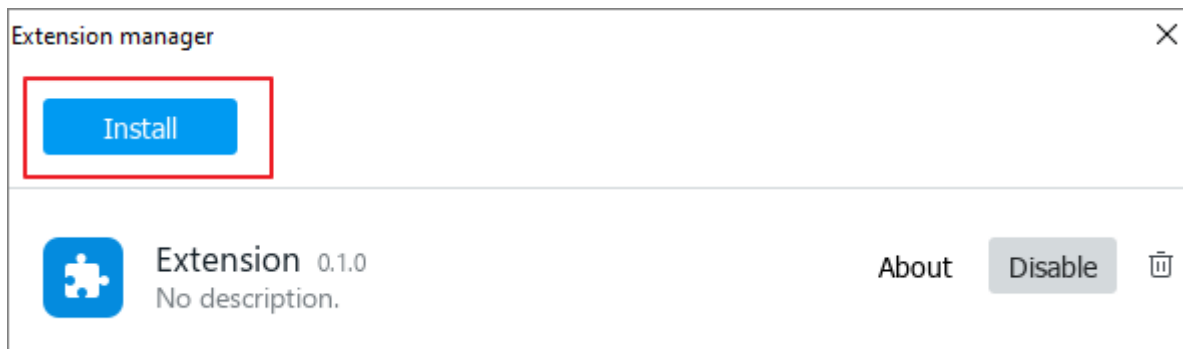 Extension manager
Install
Extension 0.1.0
No description.
About
Disable